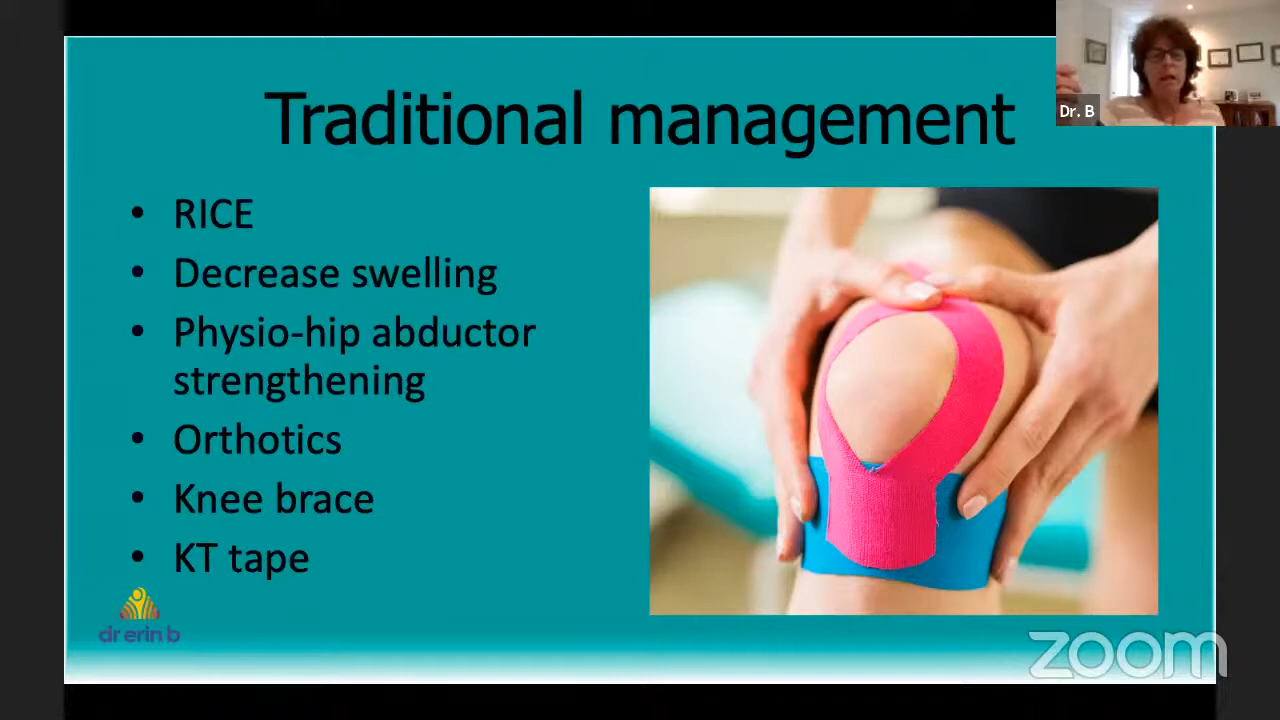 Traditional management
Dr. B
• RICE
• Decrease swelling
• Physio-hip abductor
strengthening
• Orthotics
• Knee brace
• KT tape
dr erin b
zoom